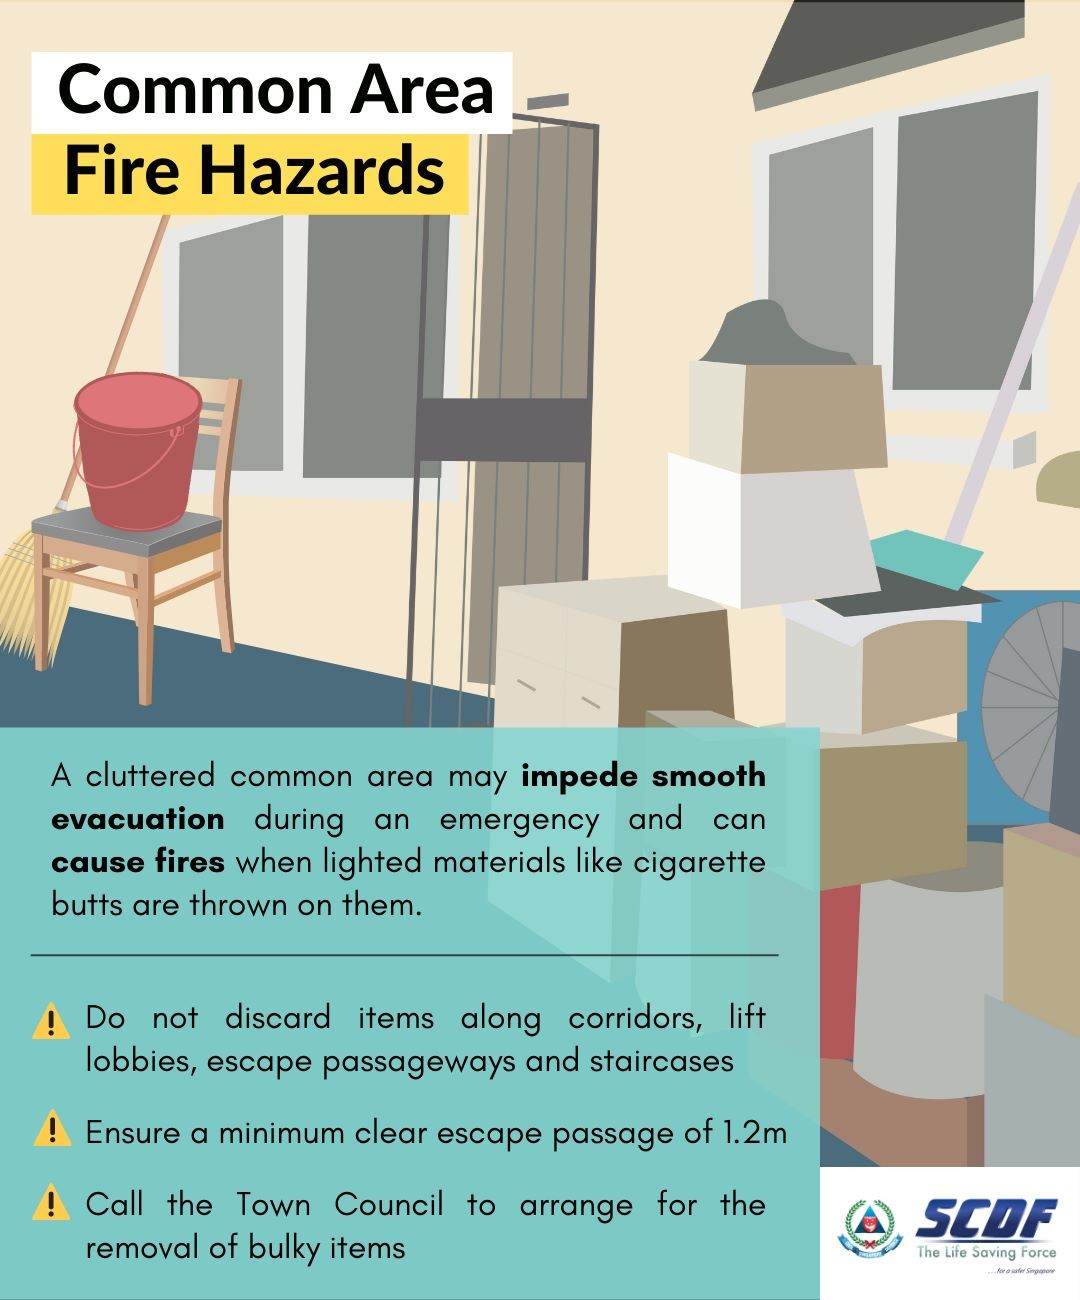 Common Area
Fire Hazards
A cluttered common area may impede smooth
evacuation during an emergency and can
cause fires when lighted materials like cigarette
butts are thrown on them.
Do not discard items along corridors, lift
lobbies, escape passageways and staircases
Ensure a minimum clear escape passage of 1.2m
Call the Town Council to arrange for the
removal of bulky items
SCDF
The Life Saving Force
...for a safer Singapore